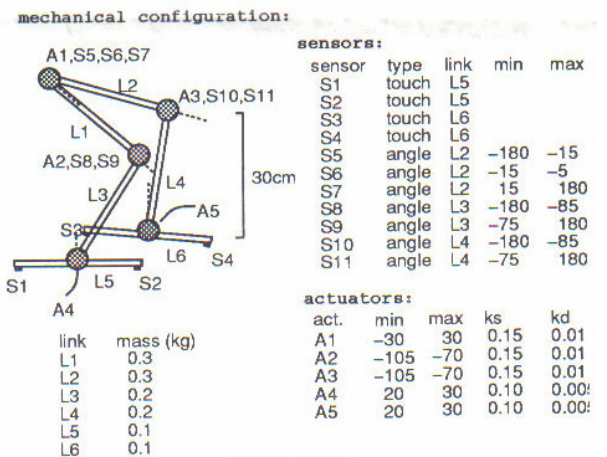 mechanical configuration:
A1,S5,S6,S7
L2
A3,S10,S11
L1
A2,S8,S9
L3
L4
30cm
A5
S3
L6
S4
S1
L5
S2
A4
link mass (kg)
L1 0.3
L2 0.3
L3 0.2
L4 0.2
L5 0.1
L6 0.1
sensors:
sensor type link min max
S1 touch L5
S2 touch L5
S3 touch L6
S4 touch L6
S5 angle L2 −180 −15
S6 angle L2 −15 −5
S7 angle L2 15 180
S8 angle L3 −180 −85
S9 angle L3 −75 180
S10 angle L4 −180 −85
S11 angle L4 −75 180
actuators:
act. min max ks kd
A1 −30 30 0.15 0.01
A2 −105 −70 0.15 0.01
A3 −105 −70 0.15 0.01
A4 20 30 0.10 0.005
A5 20 30 0.10 0.005